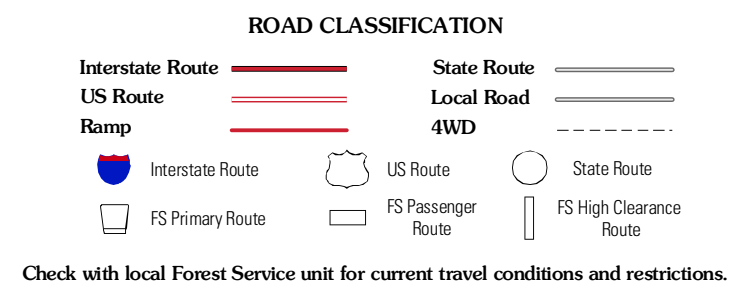 ROAD CLASSIFICATION
Interstate Route
State Route
US Route
Local Road
Ramp
4WD
Interstate Route
US Route
State Route
FS Primary Route
FS Passenger
Route
FS High Clearance
Route
Check with local Forest Service unit for current travel conditions and restrictions.